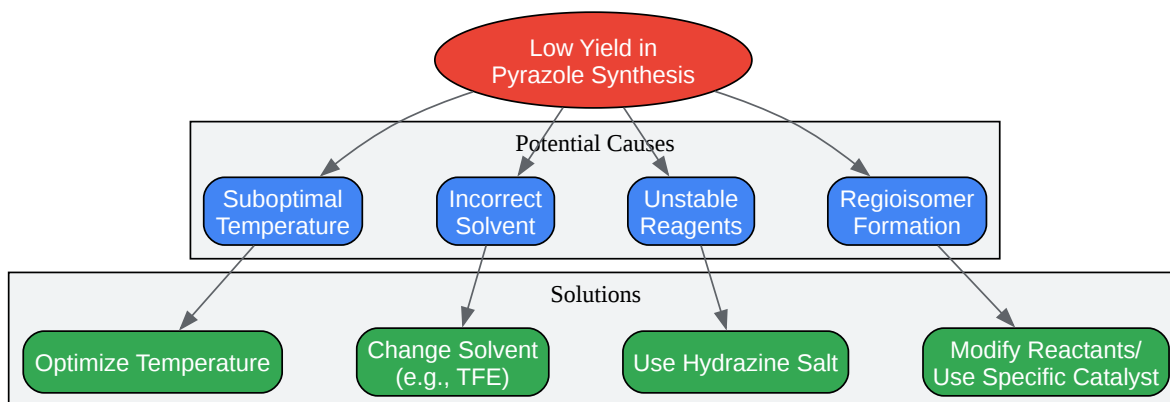 Low Yield in
Pyrazole Synthesis
Potential Causes
Suboptimal
Temperature
Incorrect
Solvent
Unstable
Reagents
Regioisomer
Formation
Solutions
Optimize Temperature
Change Solvent
(e.g., TFE)
Use Hydrazine Salt
Modify Reactants/
Use Specific Catalyst